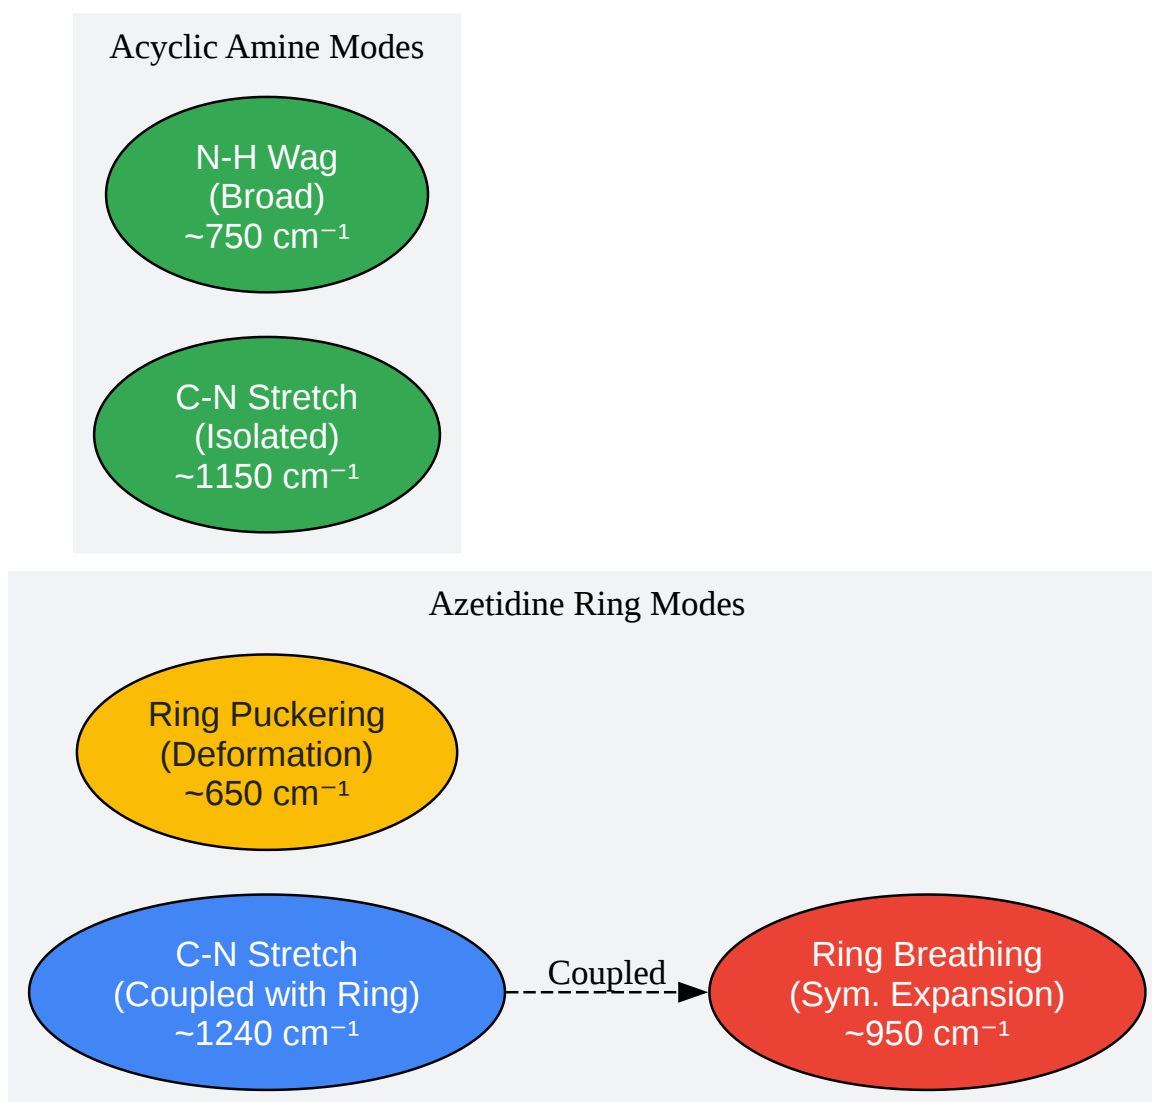 Acyclic Amine Modes
N-H Wag
(Broad)
~750 cm⁻¹
C-N Stretch
(Isolated)
~1150 cm⁻¹
Azetidine Ring Modes
Ring Puckering
(Deformation)
~650 cm⁻¹
C-N Stretch
(Coupled with Ring)
~1240 cm⁻¹
Coupled
Ring Breathing
(Sym. Expansion)
~950 cm⁻¹